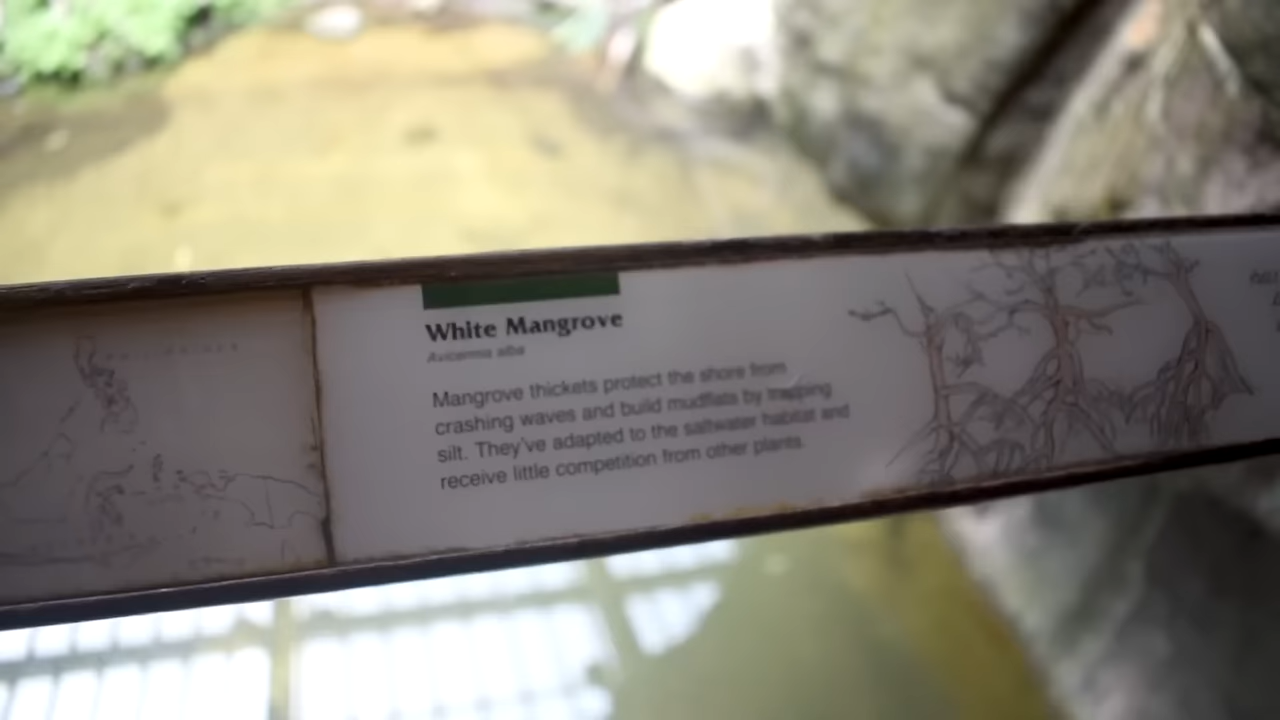 White Mangrove
Avicennia alba
Mangrove thickets protect the shore from
crashing waves and build mudflats by trapping
silt. They've adapted to the saltwater habitat and
receive little competition from other plants.
PHILIPPINES